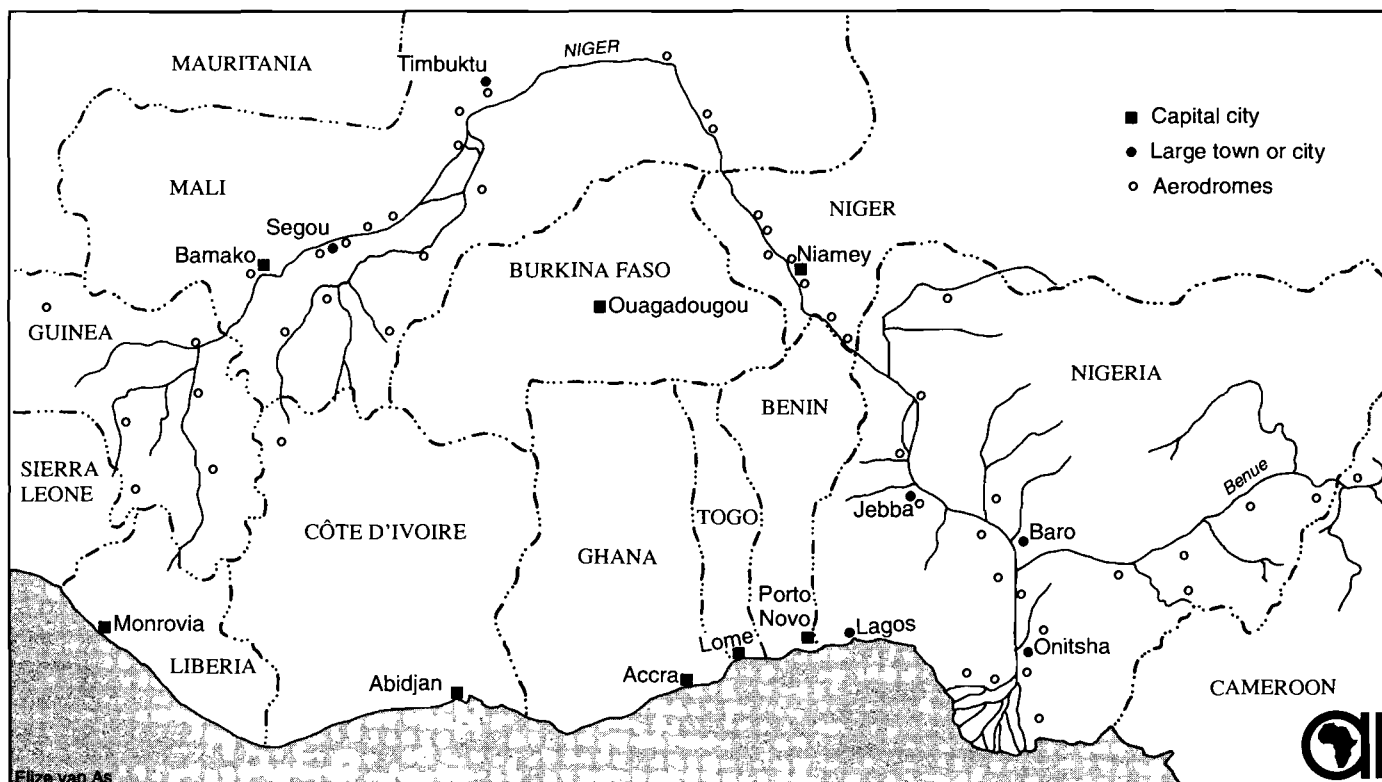 MAURITANIA
Timbuktu
NIGER
Capital city
Large town or city
Aerodromes
MALI
Segou
Bamako
NIGER
Niamey
BURKINA FASO
Ouagadougou
GUINEA
NIGERIA
BENIN
SIERRA
LEONE
CÔTE D'IVOIRE
GHANA
TOGO
Jebba
Benue
Baro
Porto
Novo
Monrovia
LIBERIA
Lome
Lagos
Onitsha
Abidjan
Accra
CAMEROON
Elize van As